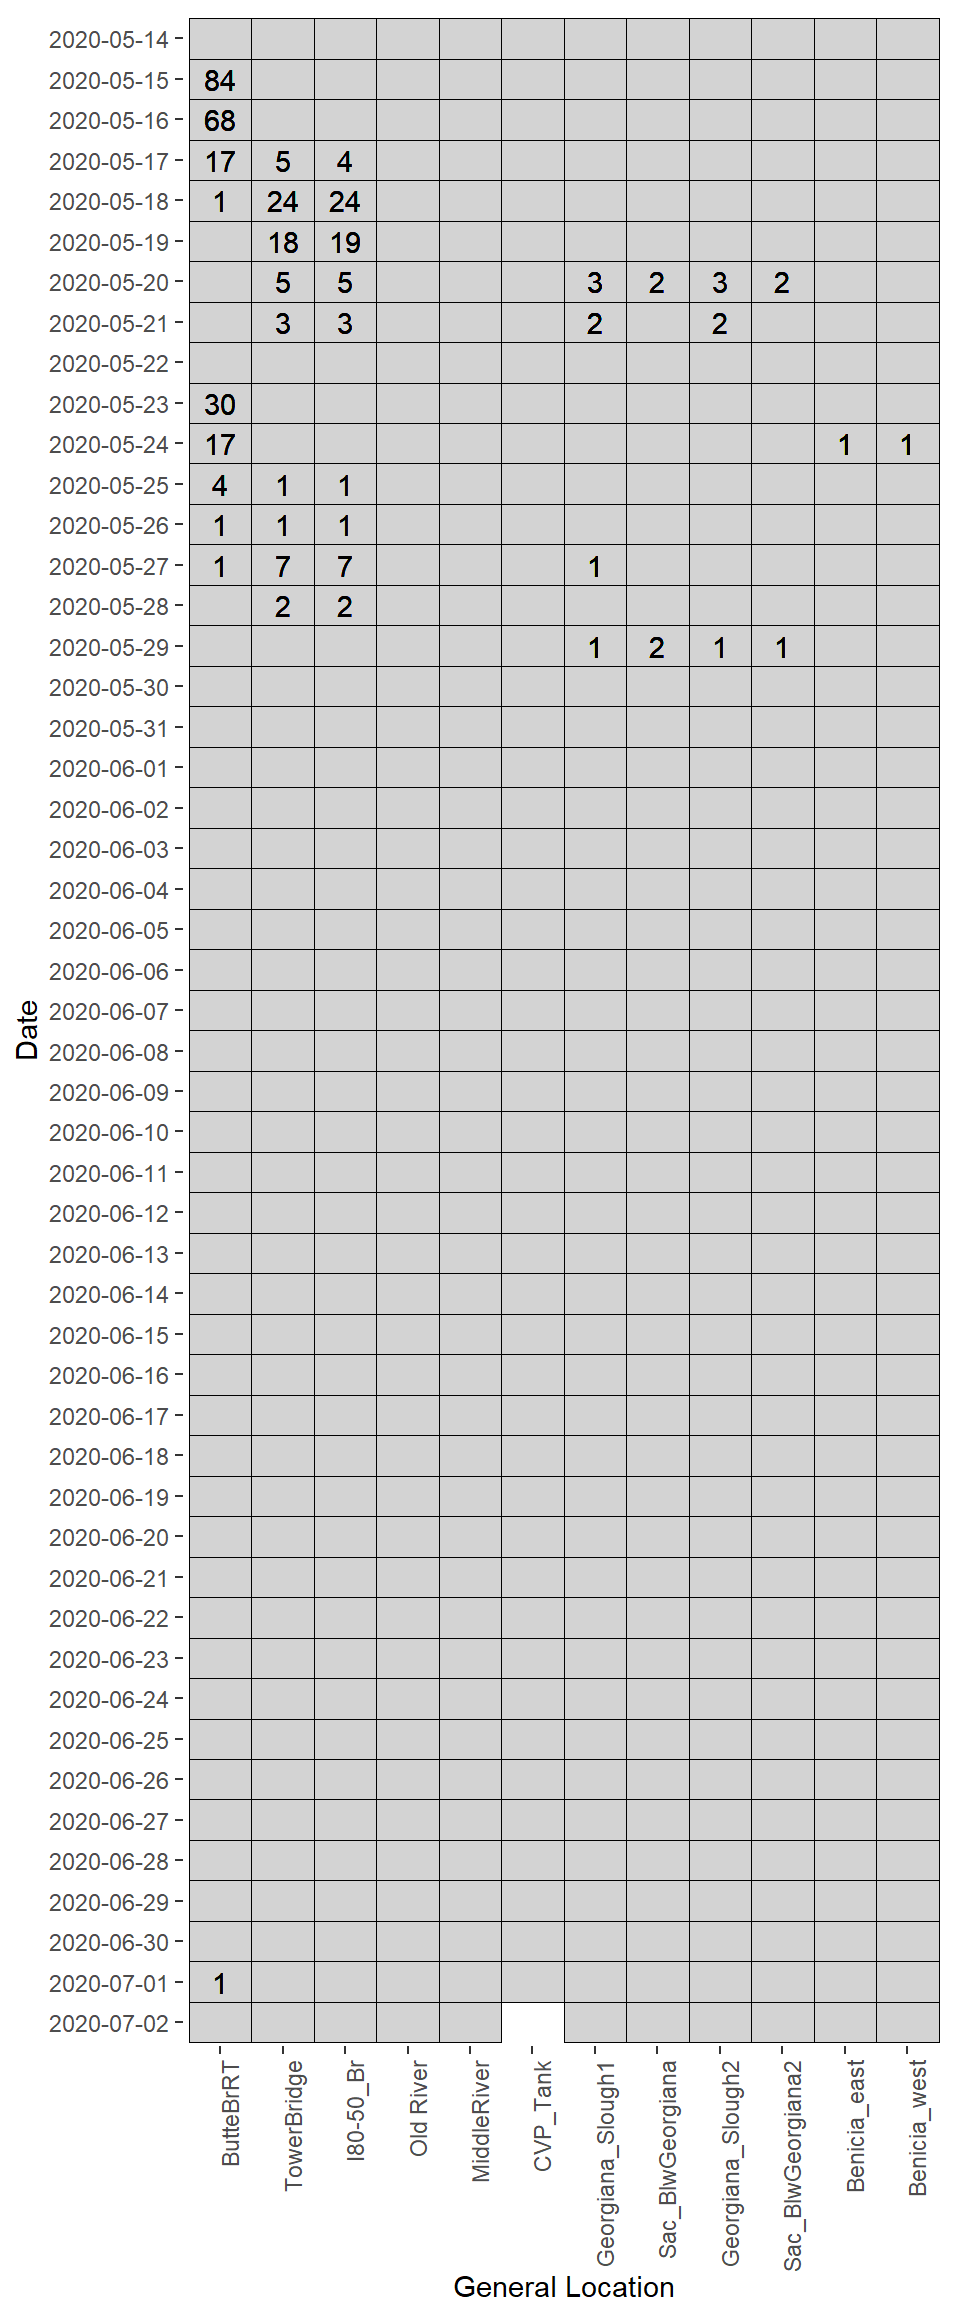 2020-05-14
2020-05-15 84
2020-05-16 68
2020-05-17 17 5 4
2020-05-18 1 24 24
2020-05-19 18 19
2020-05-20 5 5 3 2 3 2
2020-05-21 3 3 2 2
2020-05-22
2020-05-23 30
2020-05-24 17 1 1
2020-05-25 4 1 1
2020-05-26 1 1 1
2020-05-27 1 7 7 1
2020-05-28 2 2
2020-05-29 1 2 1 1
2020-05-30
2020-05-31
2020-06-01
2020-06-02
2020-06-03
2020-06-04
2020-06-05
2020-06-06
2020-06-07
2020-06-08
2020-06-09
2020-06-10
2020-06-11
2020-06-12
2020-06-13
2020-06-14
2020-06-15
2020-06-16
2020-06-17
2020-06-18
2020-06-19
2020-06-20
2020-06-21
2020-06-22
2020-06-23
2020-06-24
2020-06-25
2020-06-26
2020-06-27
2020-06-28
2020-06-29
2020-06-30
2020-07-01 1
2020-07-02
Date
ButteBrRT
TowerBridge
I80-50_Br
Old River
MiddleRiver
CVP_Tank
Georgiana_Slough1
Sac_BlwGeorgiana
Georgiana_Slough2
Sac_BlwGeorgiana2
Benicia_east
Benicia_west
General Location